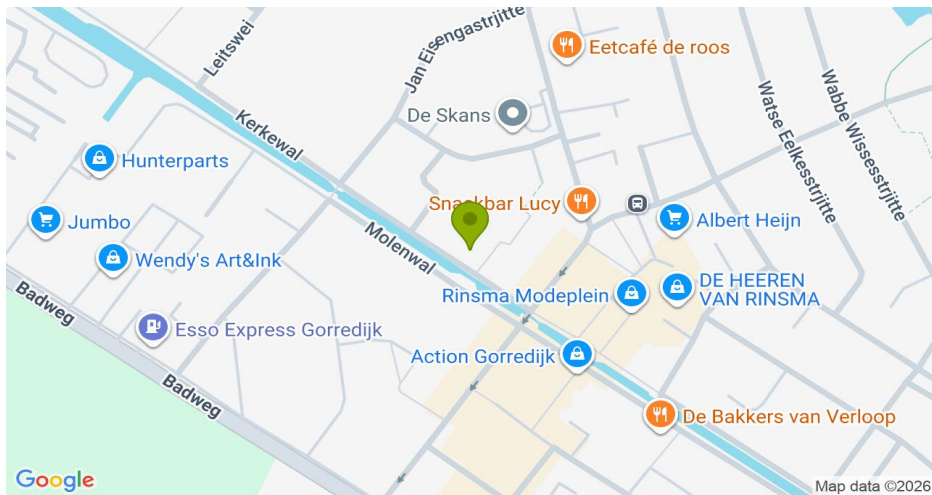 Leitswei
Jan Eisengastrjitte
Eetcafé de roos
Watse Eelkesstrjitte
Wabbe Wissesstrjitte
De Skans
Kerkewal
Hunterparts
Snackbar Lucy
Jumbo
Albert Heijn
Molenwal
Wendy's Art&Ink
DE HEEREN
VAN RINSMA
Rinsma Modeplein
Badweg
Esso Express Gorredijk
Action Gorredijk
Badweg
De Bakkers van Verloop
Google
Map data ©2026